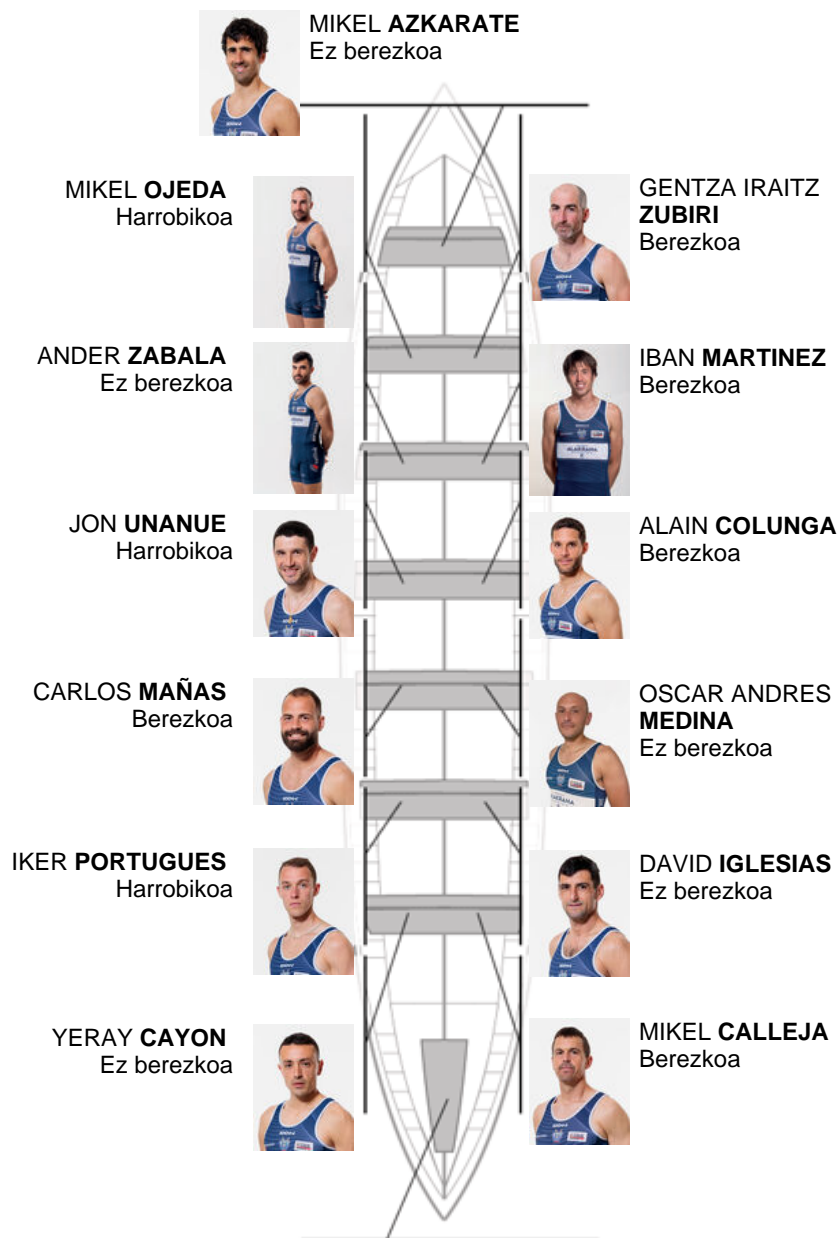 MIKEL AZKARATE
Ez berezkoa
MIKEL OJEDA
Harrobikoa
GENTZA IRAITZ
ZUBIRI
Berezkoa
ANDER ZABALA
Ez berezkoa
IBAN MARTINEZ
Berezkoa
JON UNANUE
Harrobikoa
ALAIN COLUNGA
Berezkoa
CARLOS MAÑAS
Berezkoa
OSCAR ANDRES
MEDINA
Ez berezkoa
IKER PORTUGUES
Harrobikoa
DAVID IGLESIAS
Ez berezkoa
YERAY CAYON
Ez berezkoa
MIKEL CALLEJA
Berezkoa